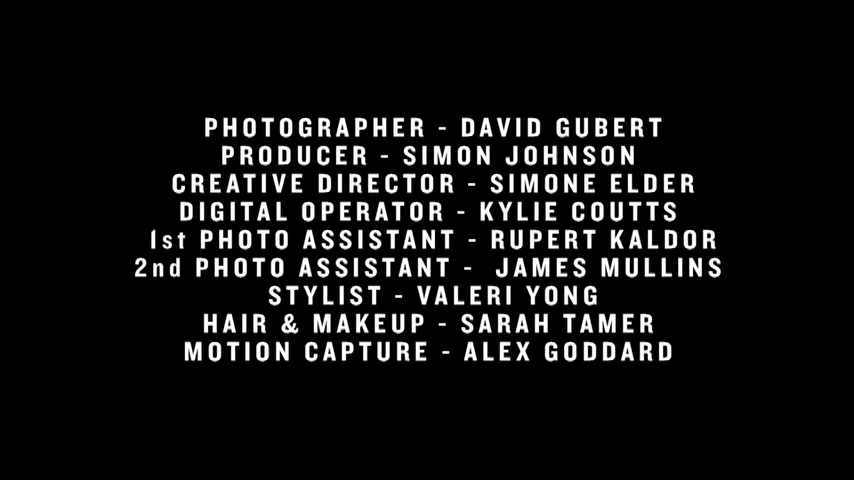 PHOTOGRAPHER - DAVID GUBERT
PRODUCER - SIMON JOHNSON
CREATIVE DIRECTOR - SIMONE ELDER
DIGITAL OPERATOR - KYLIE COUTTS
1st PHOTO ASSISTANT - RUPERT KALDOR
2nd PHOTO ASSISTANT - JAMES MULLINS
STYLIST - VALERI YONG
HAIR & MAKEUP - SARAH TAMER
MOTION CAPTURE - ALEX GODDARD